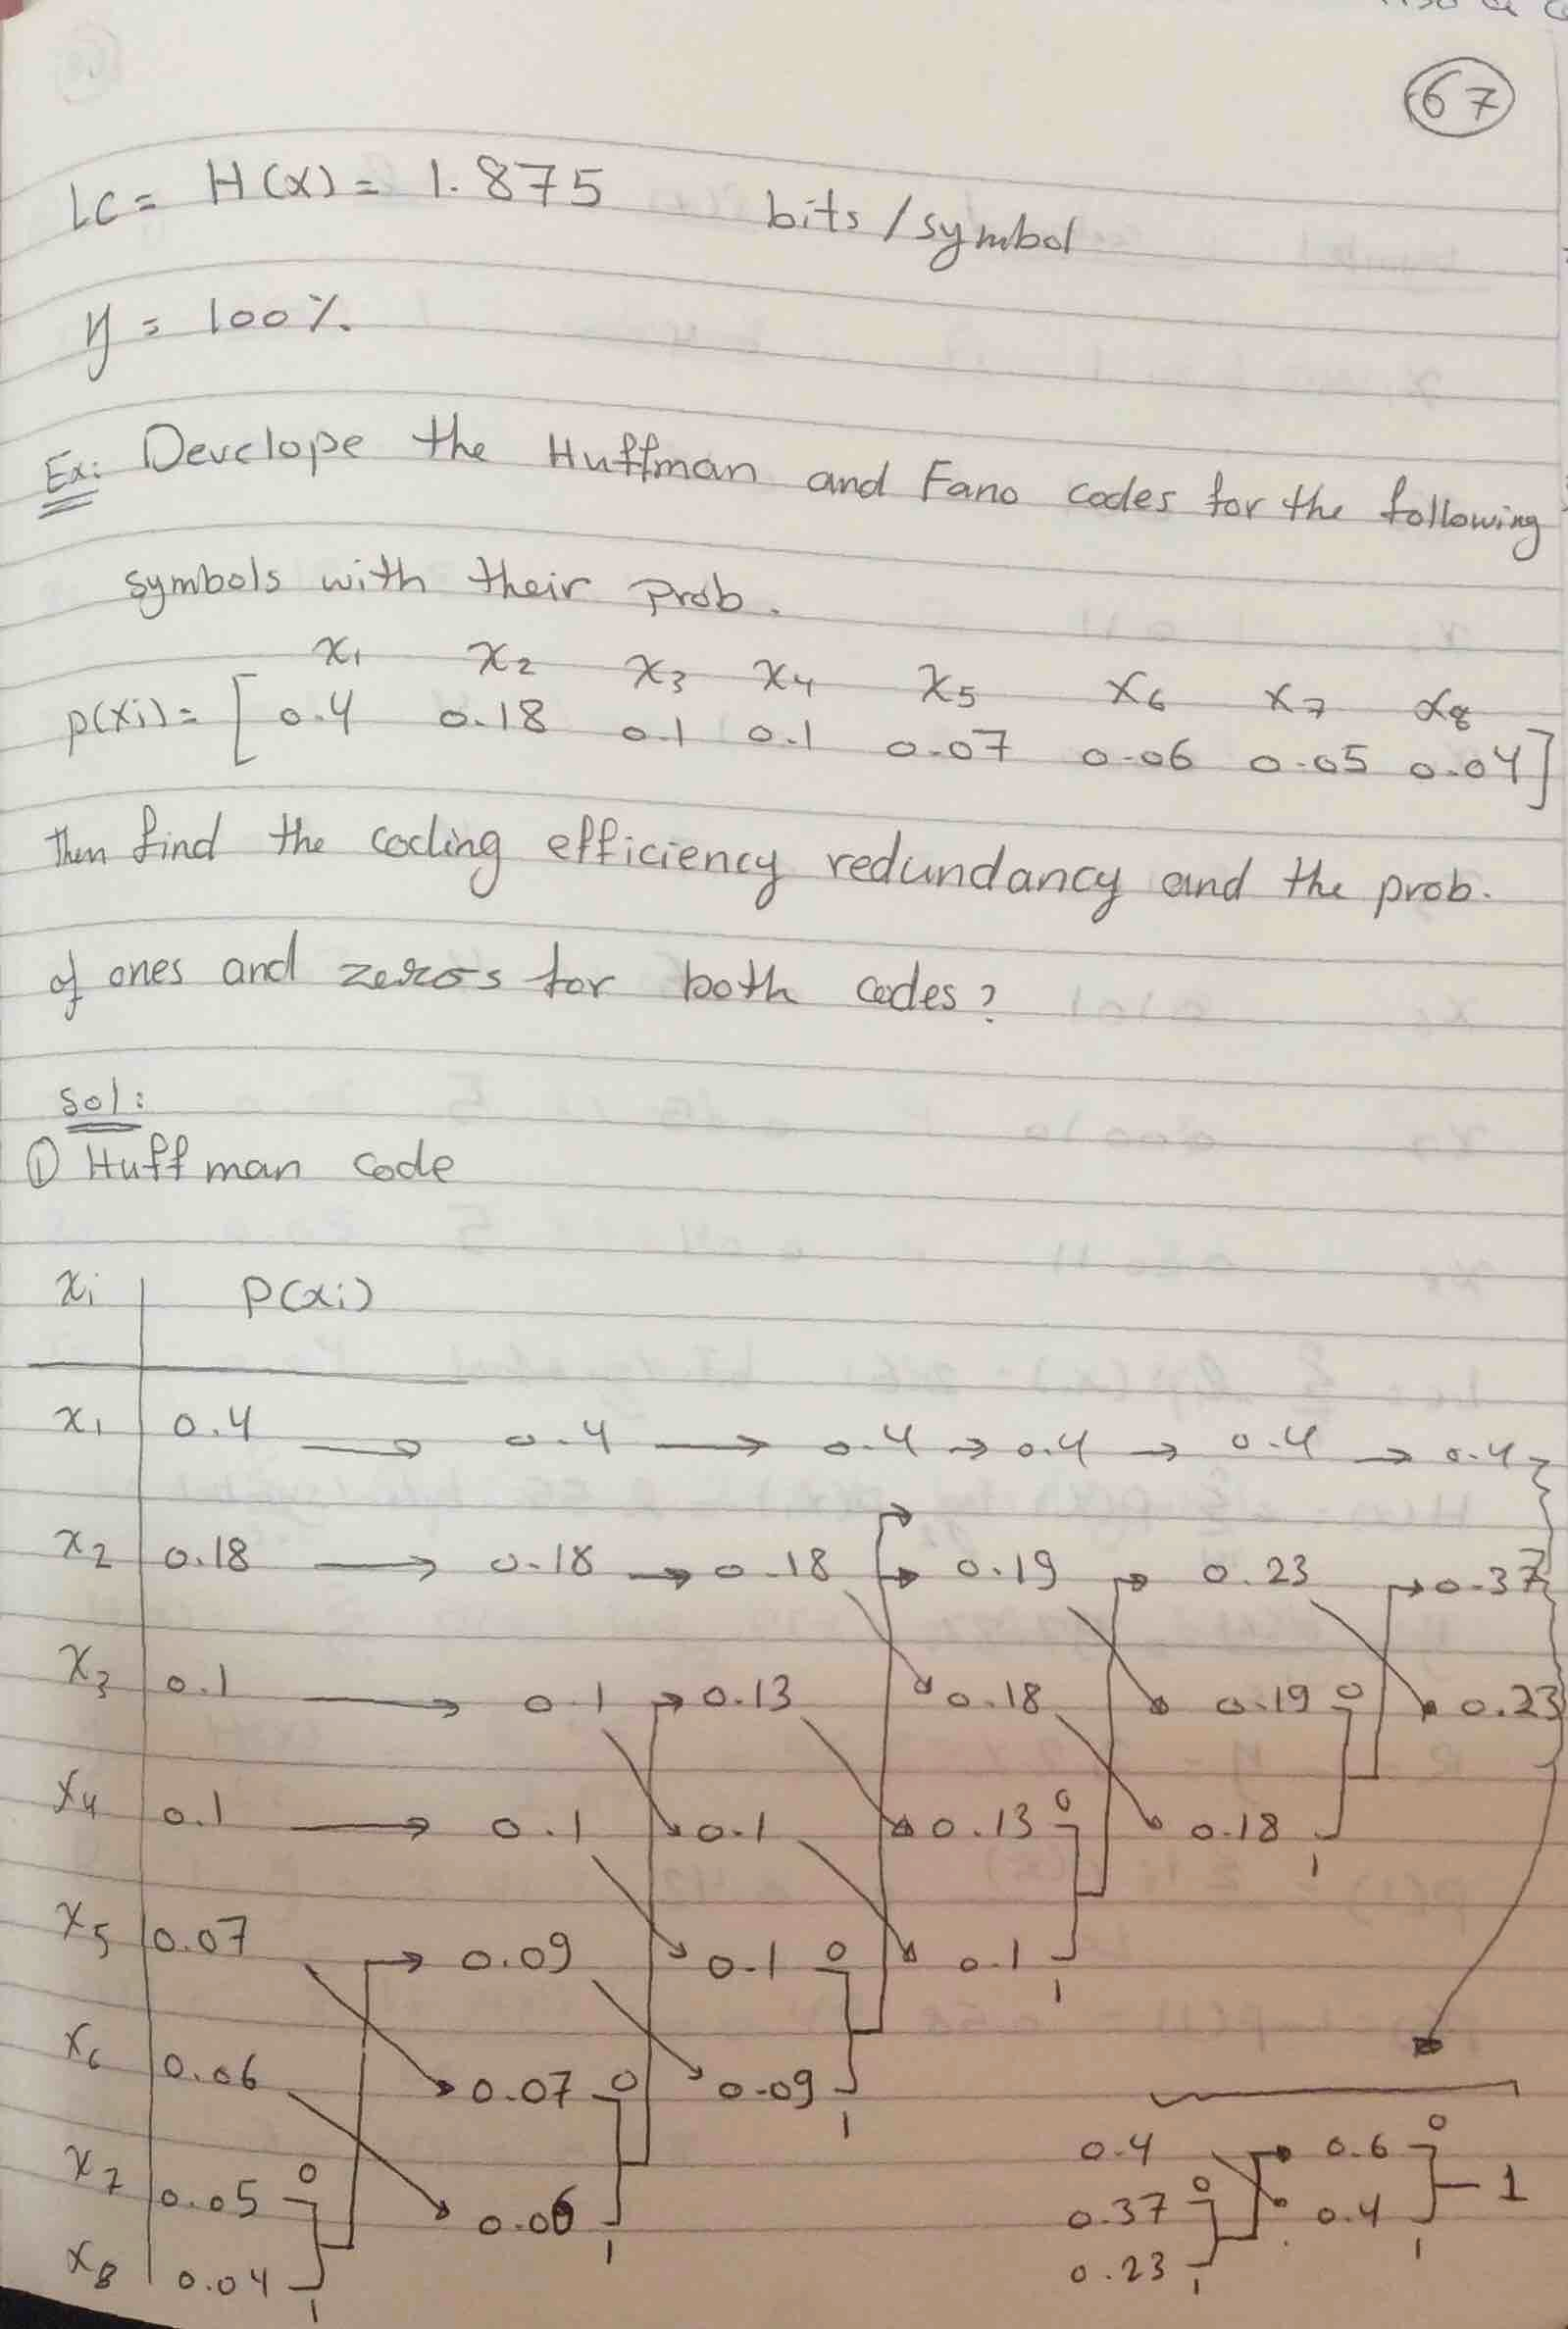 67
Lc = H(x) = 1.875 bits/symbol
η = 100%
Ex: Develope the Huffman and Fano codes for the following
symbols with their prob.
x1 x2 x3 x4 x5 x6 x7 x8
p(xi) = [ 0.4 0.18 0.1 0.1 0.07 0.06 0.05 0.04 ]
then find the coding efficiency redundancy and the prob.
of ones and zeros for both codes?
Sol:
① Huffman code
xi P(xi)
x1 0.4 → 0.4 → 0.4 → 0.4 → 0.4 → 0.4
x2 0.18 → 0.18 → 0.18 → 0.19 → 0.23 → 0.37
x3 0.1 → 0.1 → 0.13 0.18 0.19 0 0.23
x4 0.1 → 0.1 0.1 0.13 0 0.18 1
x5 0.07 → 0.09 0.1 0 0.1 1
x6 0.06 0.07 0 0.09 1
x7 0.05 0 0.06 1
x8 0.04 1
0.4 → 0.6 0
0.37 0 0.4 1 1
0.23 1